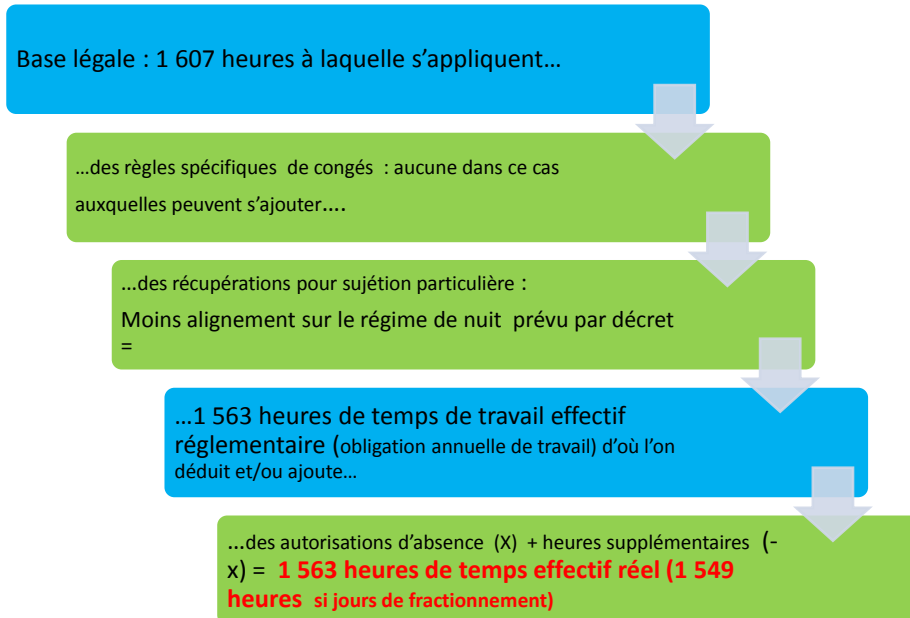 Base légale : 1 607 heures à laquelle s’appliquent…
…des règles spécifiques de congés : aucune dans ce cas
auxquelles peuvent s’ajouter….
...des récupérations pour sujétion particulière :
Moins alignement sur le régime de nuit prévu par décret
=
…1 563 heures de temps de travail effectif
réglementaire (obligation annuelle de travail) d’où l’on
déduit et/ou ajoute…
...des autorisations d’absence (X) + heures supplémentaires (-
x) = 1 563 heures de temps effectif réel (1 549
heures si jours de fractionnement)